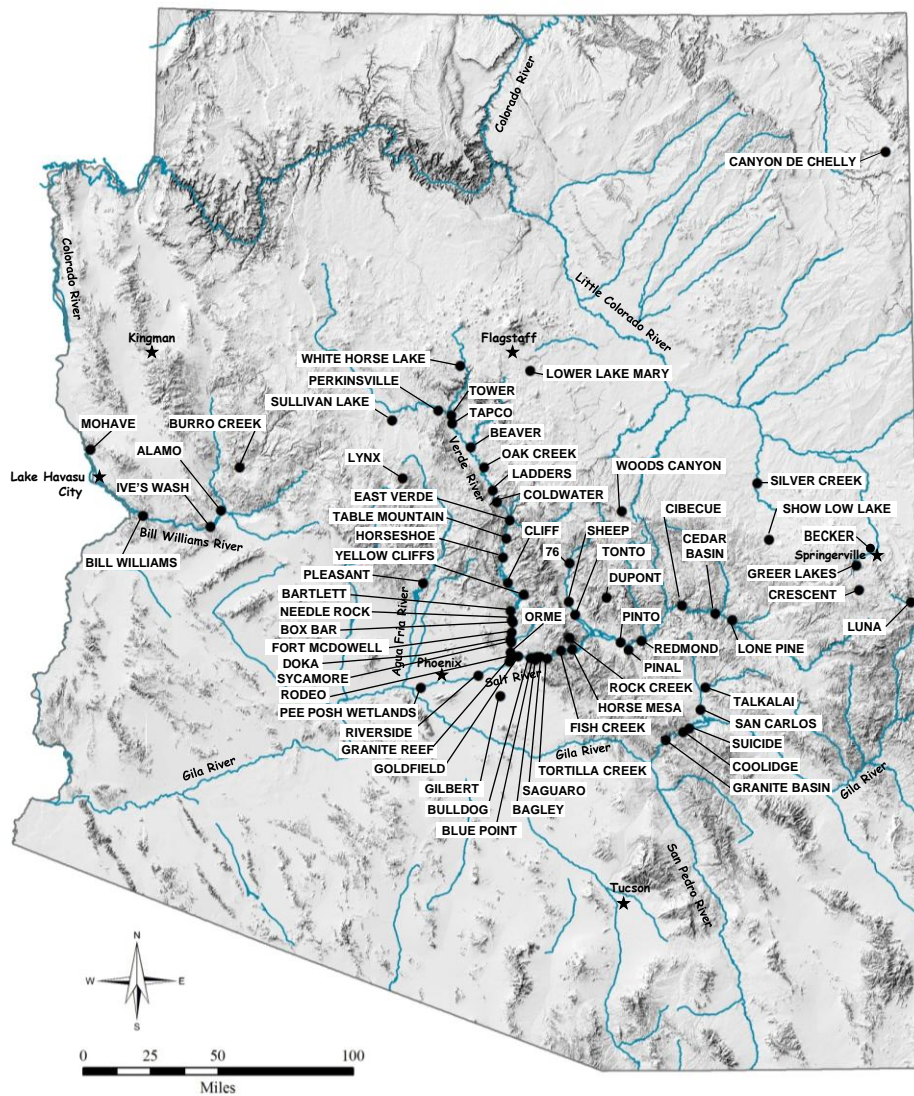 Colorado River
CANYON DE CHELLY
Colorado River
Little Colorado River
Kingman
Flagstaff
WHITE HORSE LAKE
LOWER LAKE MARY
PERKINSVILLE
TOWER
SULLIVAN LAKE
TAPCO
MOHAVE
BURRO CREEK
BEAVER
Verde River
ALAMO
OAK CREEK
LYNX
WOODS CANYON
Lake Havasu
City
LADDERS
SILVER CREEK
IVE'S WASH
EAST VERDE
COLDWATER
SHOW LOW LAKE
CIBECUE
TABLE MOUNTAIN
CLIFF
SHEEP
BECKER
Bill Williams River
HORSESHOE
76
TONTO
CEDAR
BASIN
Springerville
BILL WILLIAMS
YELLOW CLIFFS
GREER LAKES
PLEASANT
DUPONT
CRESCENT
BARTLETT
NEEDLE ROCK
ORME
LUNA
BOX BAR
Agua Fria River
PINTO
FORT MCDOWELL
REDMOND
LONE PINE
DOKA
Phoenix
PINAL
SYCAMORE
Salt River
ROCK CREEK
TALKALAI
RODEO
HORSE MESA
PEE POSH WETLANDS
SAN CARLOS
RIVERSIDE
FISH CREEK
SUICIDE
GRANITE REEF
Gila River
COOLIDGE
GOLDFIELD
TORTILLA CREEK
Gila River
GRANITE BASIN
Gila River
GILBERT
SAGUARO
BULLDOG
BAGLEY
BLUE POINT
San Pedro River
Tucson
N
W
E
S
0 25 50 100
Miles